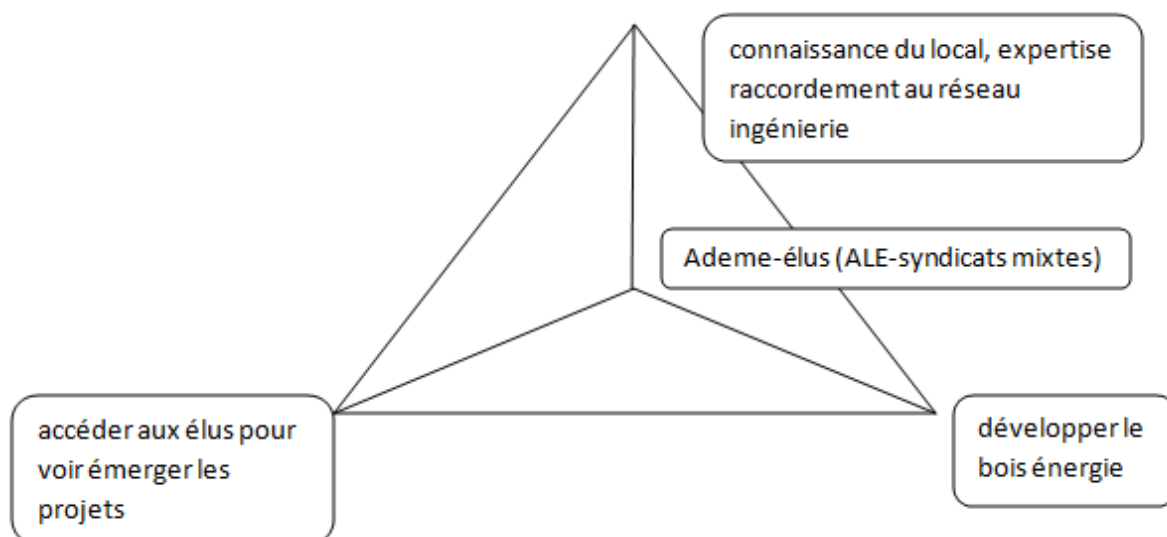 connaissance du local, expertise
raccordement au réseau
ingénierie
Ademe-élus (ALE-syndicats mixtes)
accéder aux élus pour
voir émerger les
projets
développer le
bois énergie